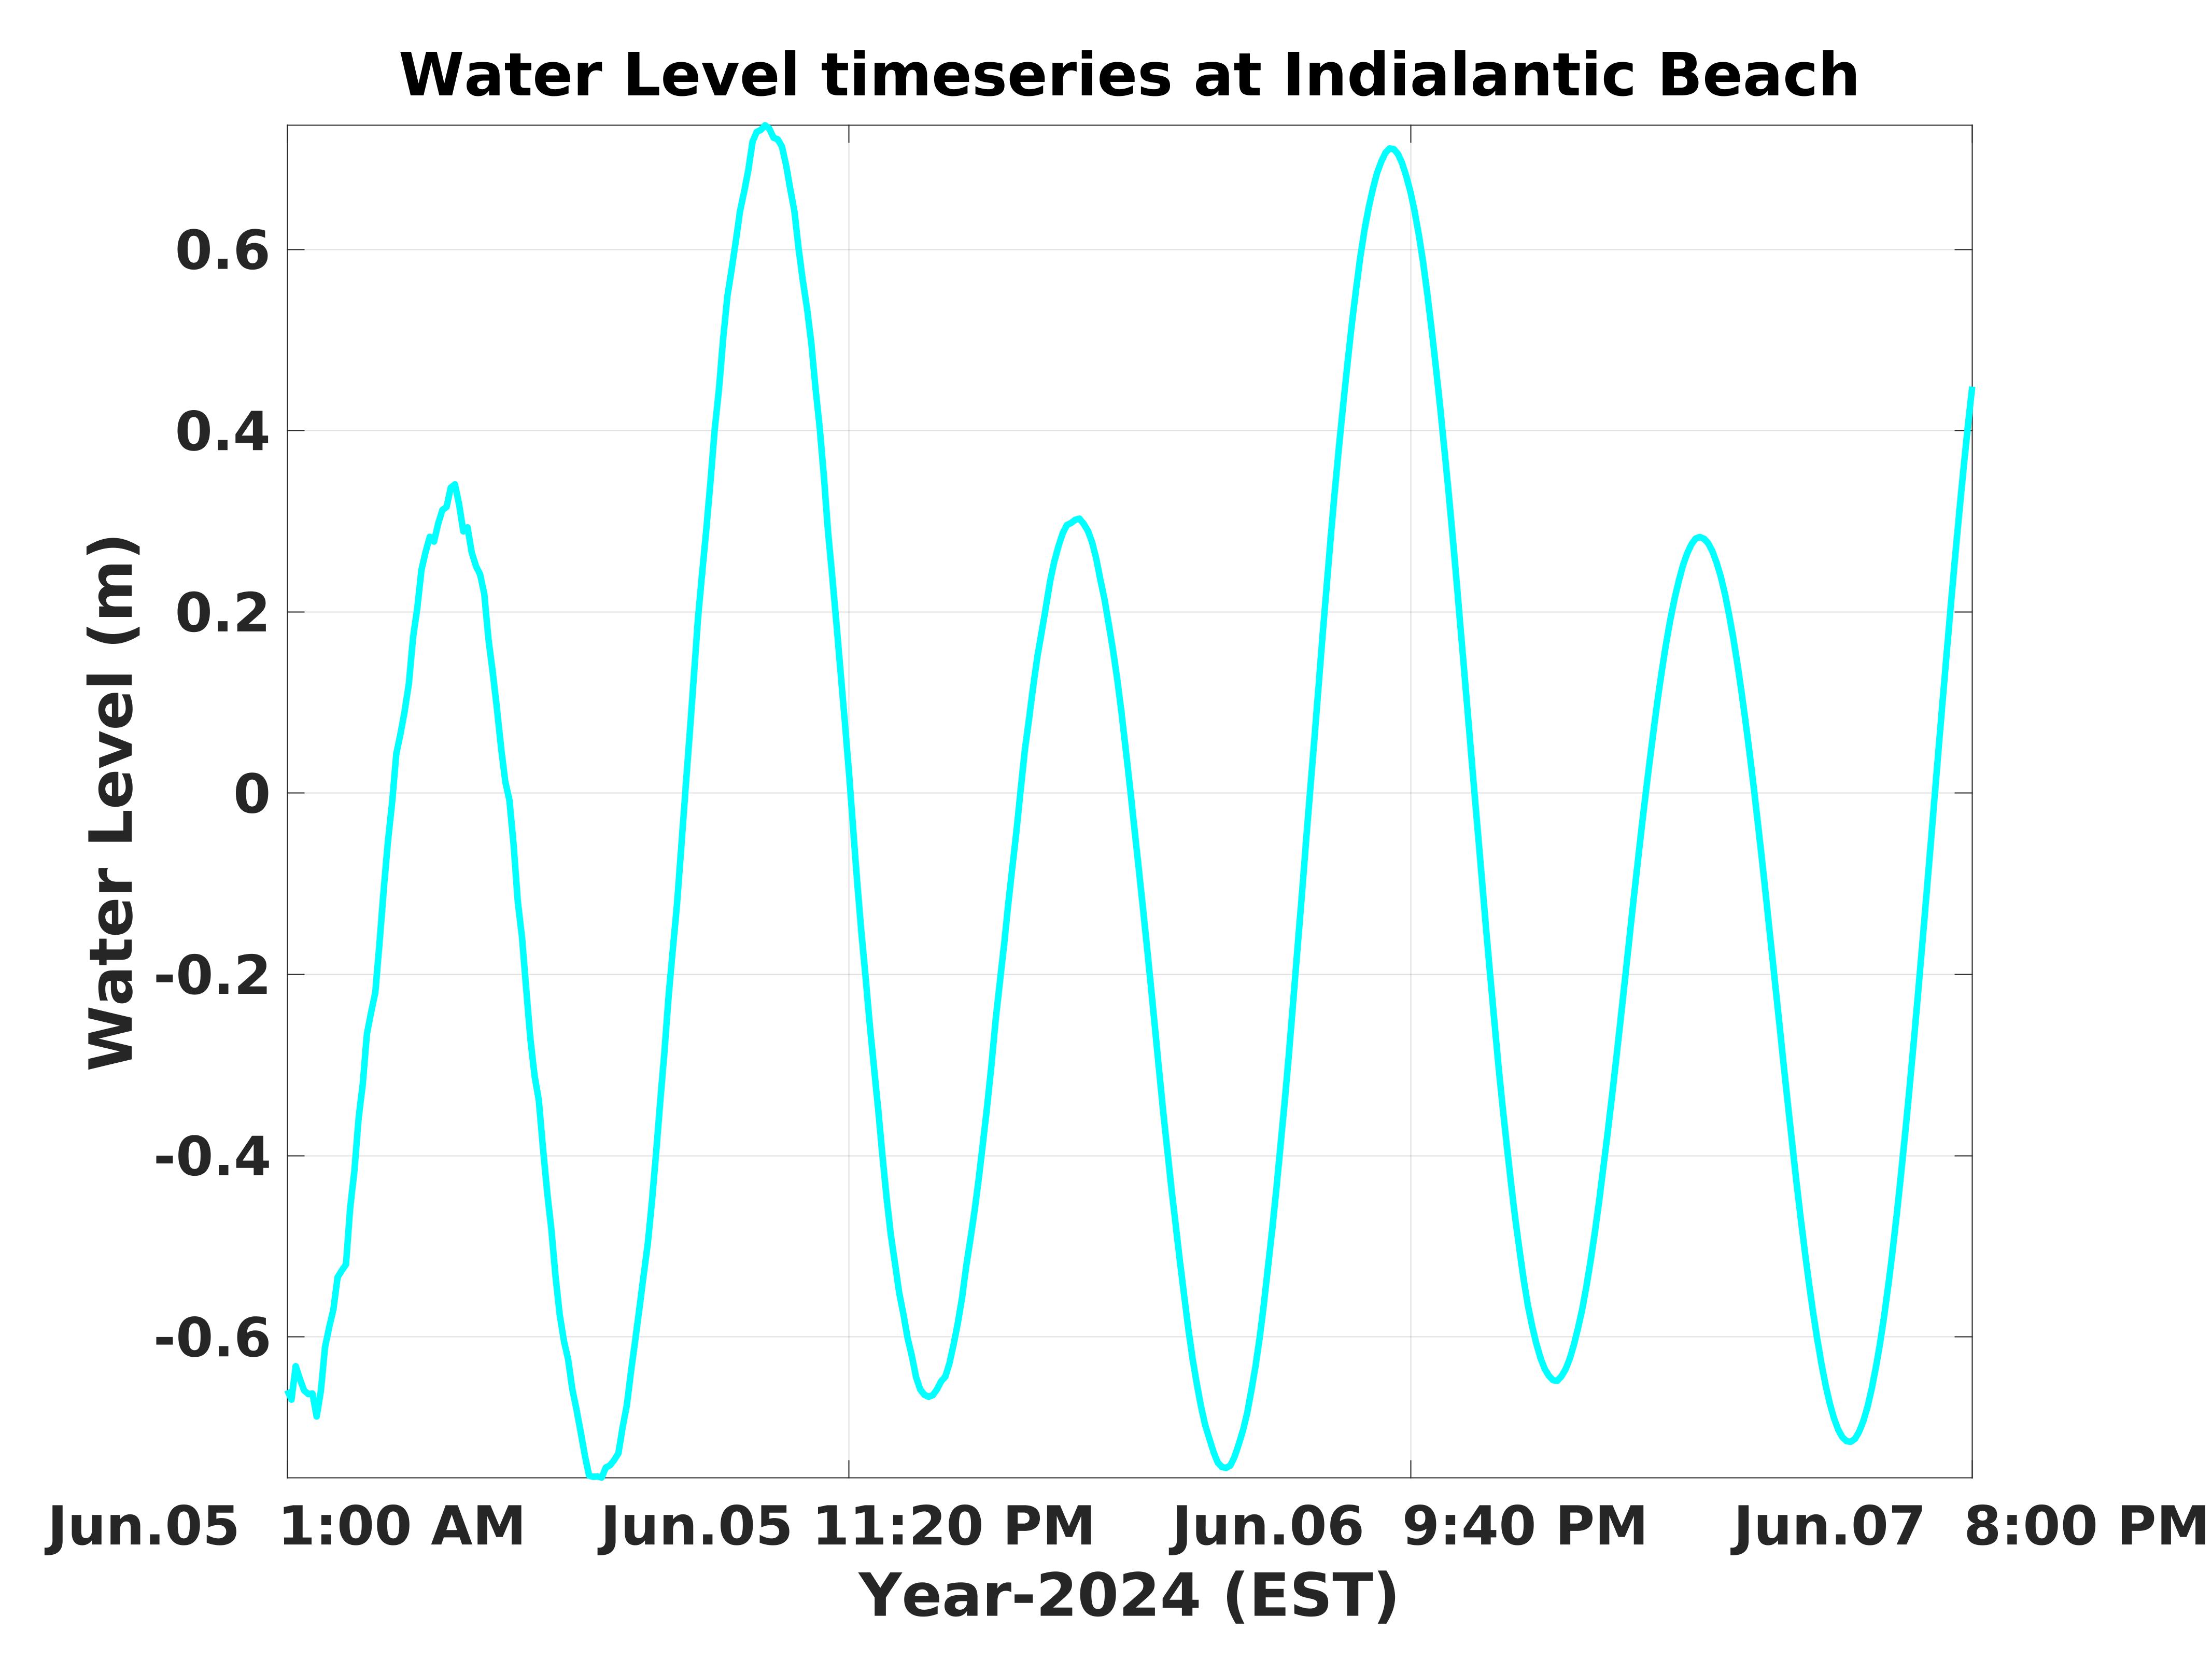 Water Level timeseries at Indialantic Beach
Water Level (m)
0.6
0.4
0.2
0
-0.2
-0.4
-0.6
Jun.05 1:00 AM Jun.05 11:20 PM Jun.06 9:40 PM Jun.07 8:00 PM
Year-2024 (EST)